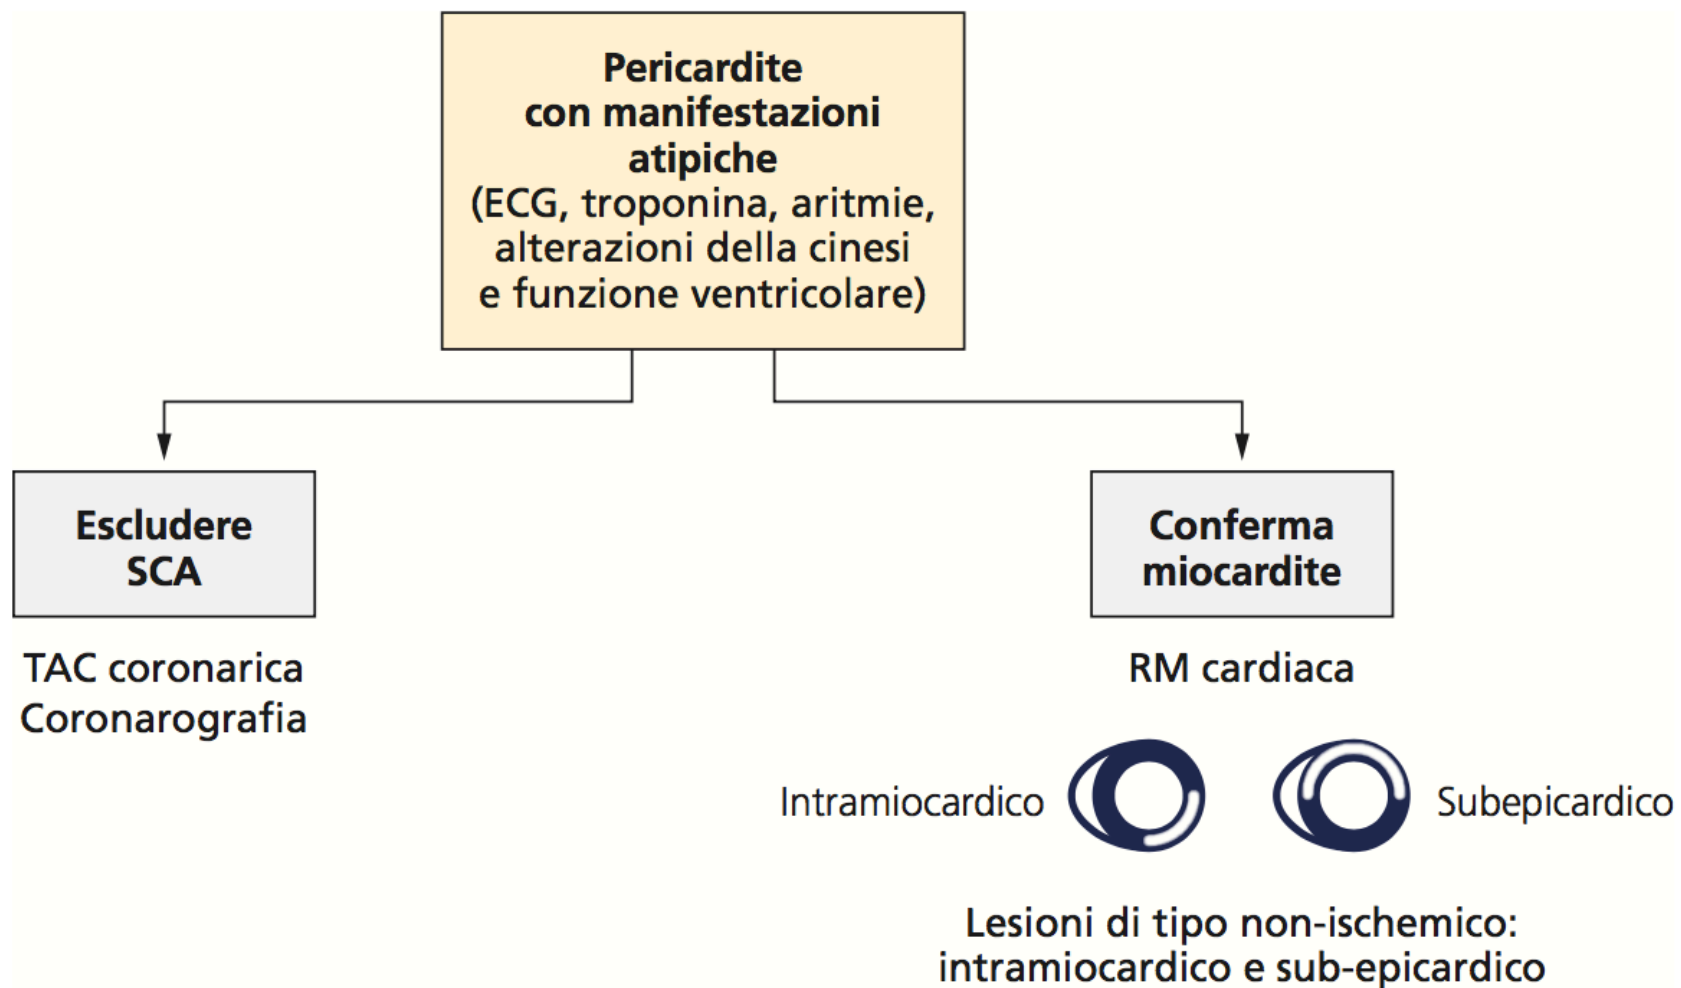 Pericardite
con manifestazioni
atipiche
(ECG, troponina, aritmie,
alterazioni della cinesi
e funzione ventricolare)
Escludere
SCA
TAC coronarica
Coronarografia
Conferma
miocardite
RM cardiaca
Intramiocardico
Subepicardico
Lesioni di tipo non-ischemico:
intramiocardico e sub-epicardico